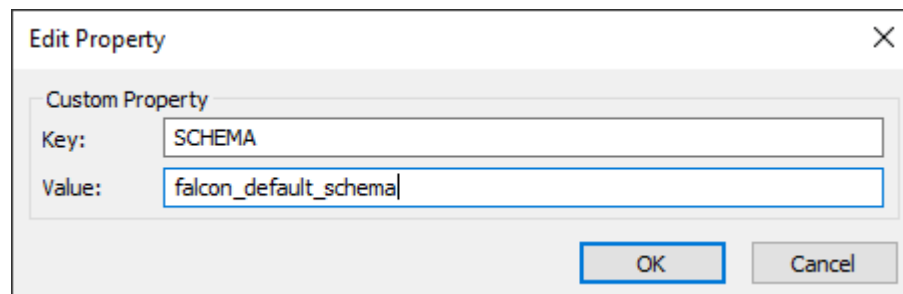 Edit Property
Custom Property
Key: SCHEMA
Value: falcon_default_schema
OK Cancel